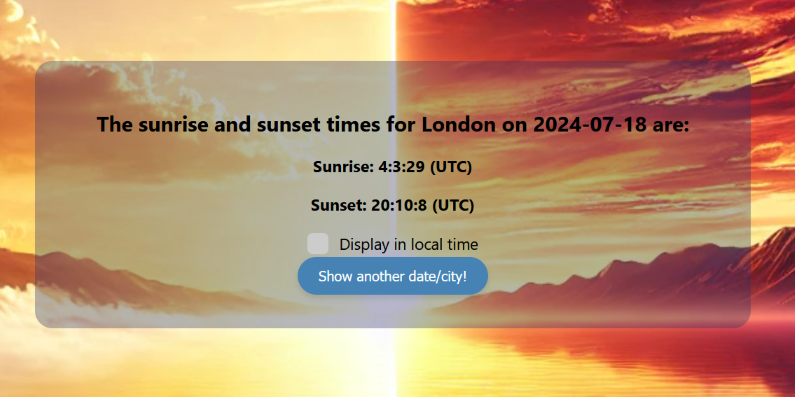 The sunrise and sunset times for London on 2024-07-18 are:
Sunrise: 4:3:29 (UTC)
Sunset: 20:10:8 (UTC)
Display in local time
Show another date/city!